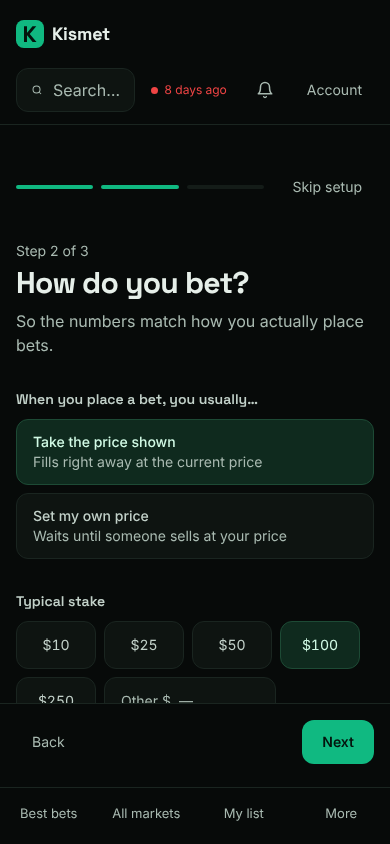 Kismet
Search...
8 days ago
Account
Skip setup
Step 2 of 3
How do you bet?
So the numbers match how you actually place
bets.
When you place a bet, you usually…
Take the price shown
Fills right away at the current price
Set my own price
Waits until someone sells at your price
Typical stake
$10
$25
$50
$100
$250
Other $ —
Back
Next
Best bets
All markets
My list
More